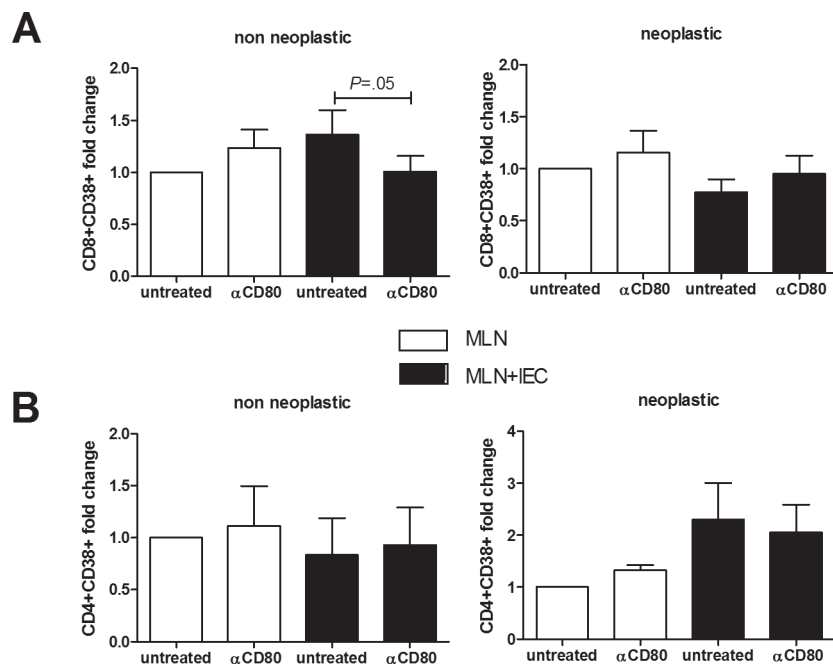 A
non neoplastic
CD8+CD38+ fold change
2.0
1.5
1.0
0.5
0.0
P=.05
untreated αCD80 untreated αCD80
neoplastic
CD8+CD38+ fold change
2.0
1.5
1.0
0.5
0.0
untreated αCD80 untreated αCD80
MLN
MLN+IEC
B
non neoplastic
CD4+CD38+ fold change
2.0
1.5
1.0
0.5
0.0
untreated αCD80 untreated αCD80
neoplastic
CD4+CD38+ fold change
4
3
2
1
0
untreated αCD80 untreated αCD80